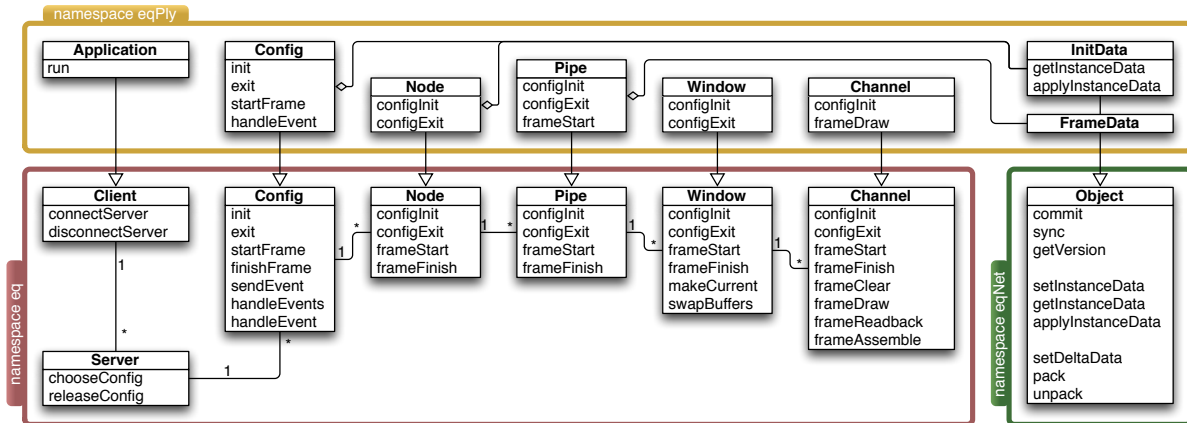 namespace eqPly
Application
run
Config
init
exit
startFrame
handleEvent
Node
configInit
configExit
Pipe
configInit
configExit
frameStart
Window
configInit
configExit
Channel
configInit
frameDraw
InitData
getInstanceData
applyInstanceData
FrameData
namespace eq
Client
connectServer
disconnectServer
1
*
Server
chooseConfig
releaseConfig
1
*
Config
init
exit
startFrame
finishFrame
sendEvent
handleEvents
handleEvent
1
*
Node
configInit
configExit
frameStart
frameFinish
1
*
Pipe
configInit
configExit
frameStart
frameFinish
1
*
Window
configInit
configExit
frameStart
frameFinish
makeCurrent
swapBuffers
1
*
Channel
configInit
configExit
frameStart
frameFinish
frameClear
frameDraw
frameReadback
frameAssemble
namespace eqNet
Object
commit
sync
getVersion
setInstanceData
getInstanceData
applyInstanceData
setDeltaData
pack
unpack